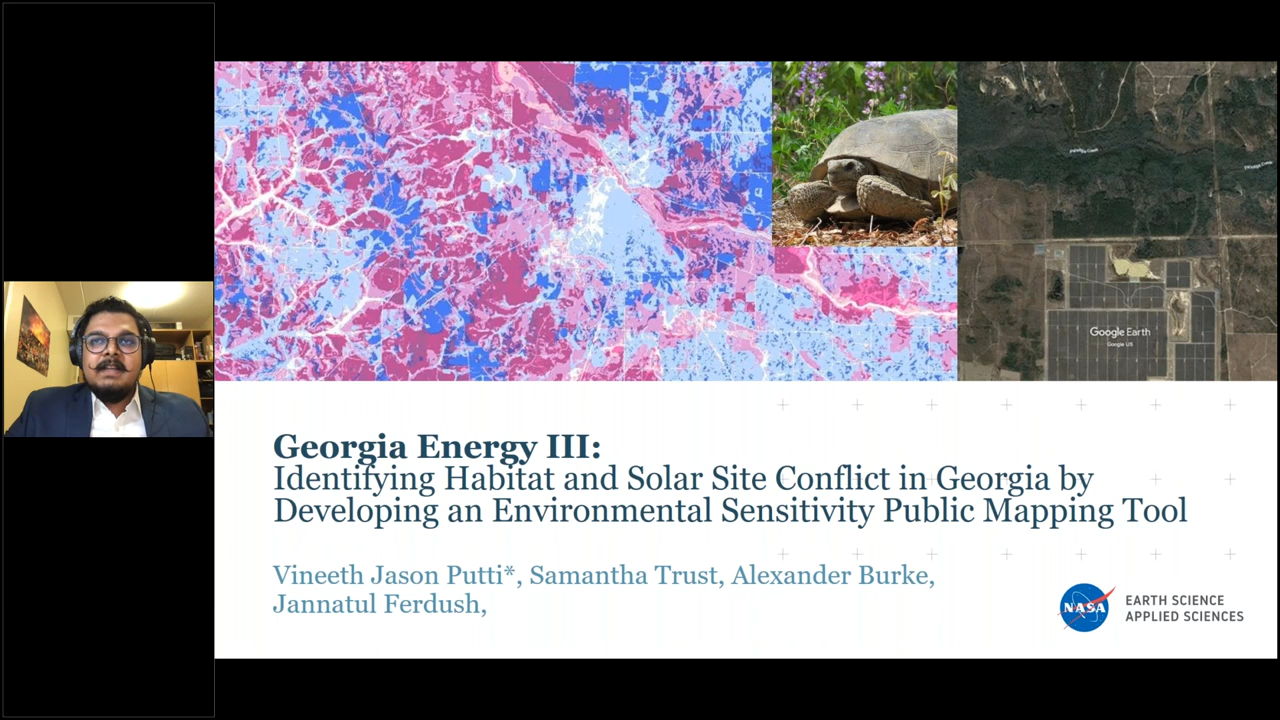 Georgia Energy III:
Identifying Habitat and Solar Site Conflict in Georgia by
Developing an Environmental Sensitivity Public Mapping Tool
Vineeth Jason Putti*, Samantha Trust, Alexander Burke,
Jannatul Ferdush,
NASA
EARTH SCIENCE
APPLIED SCIENCES
Google Earth